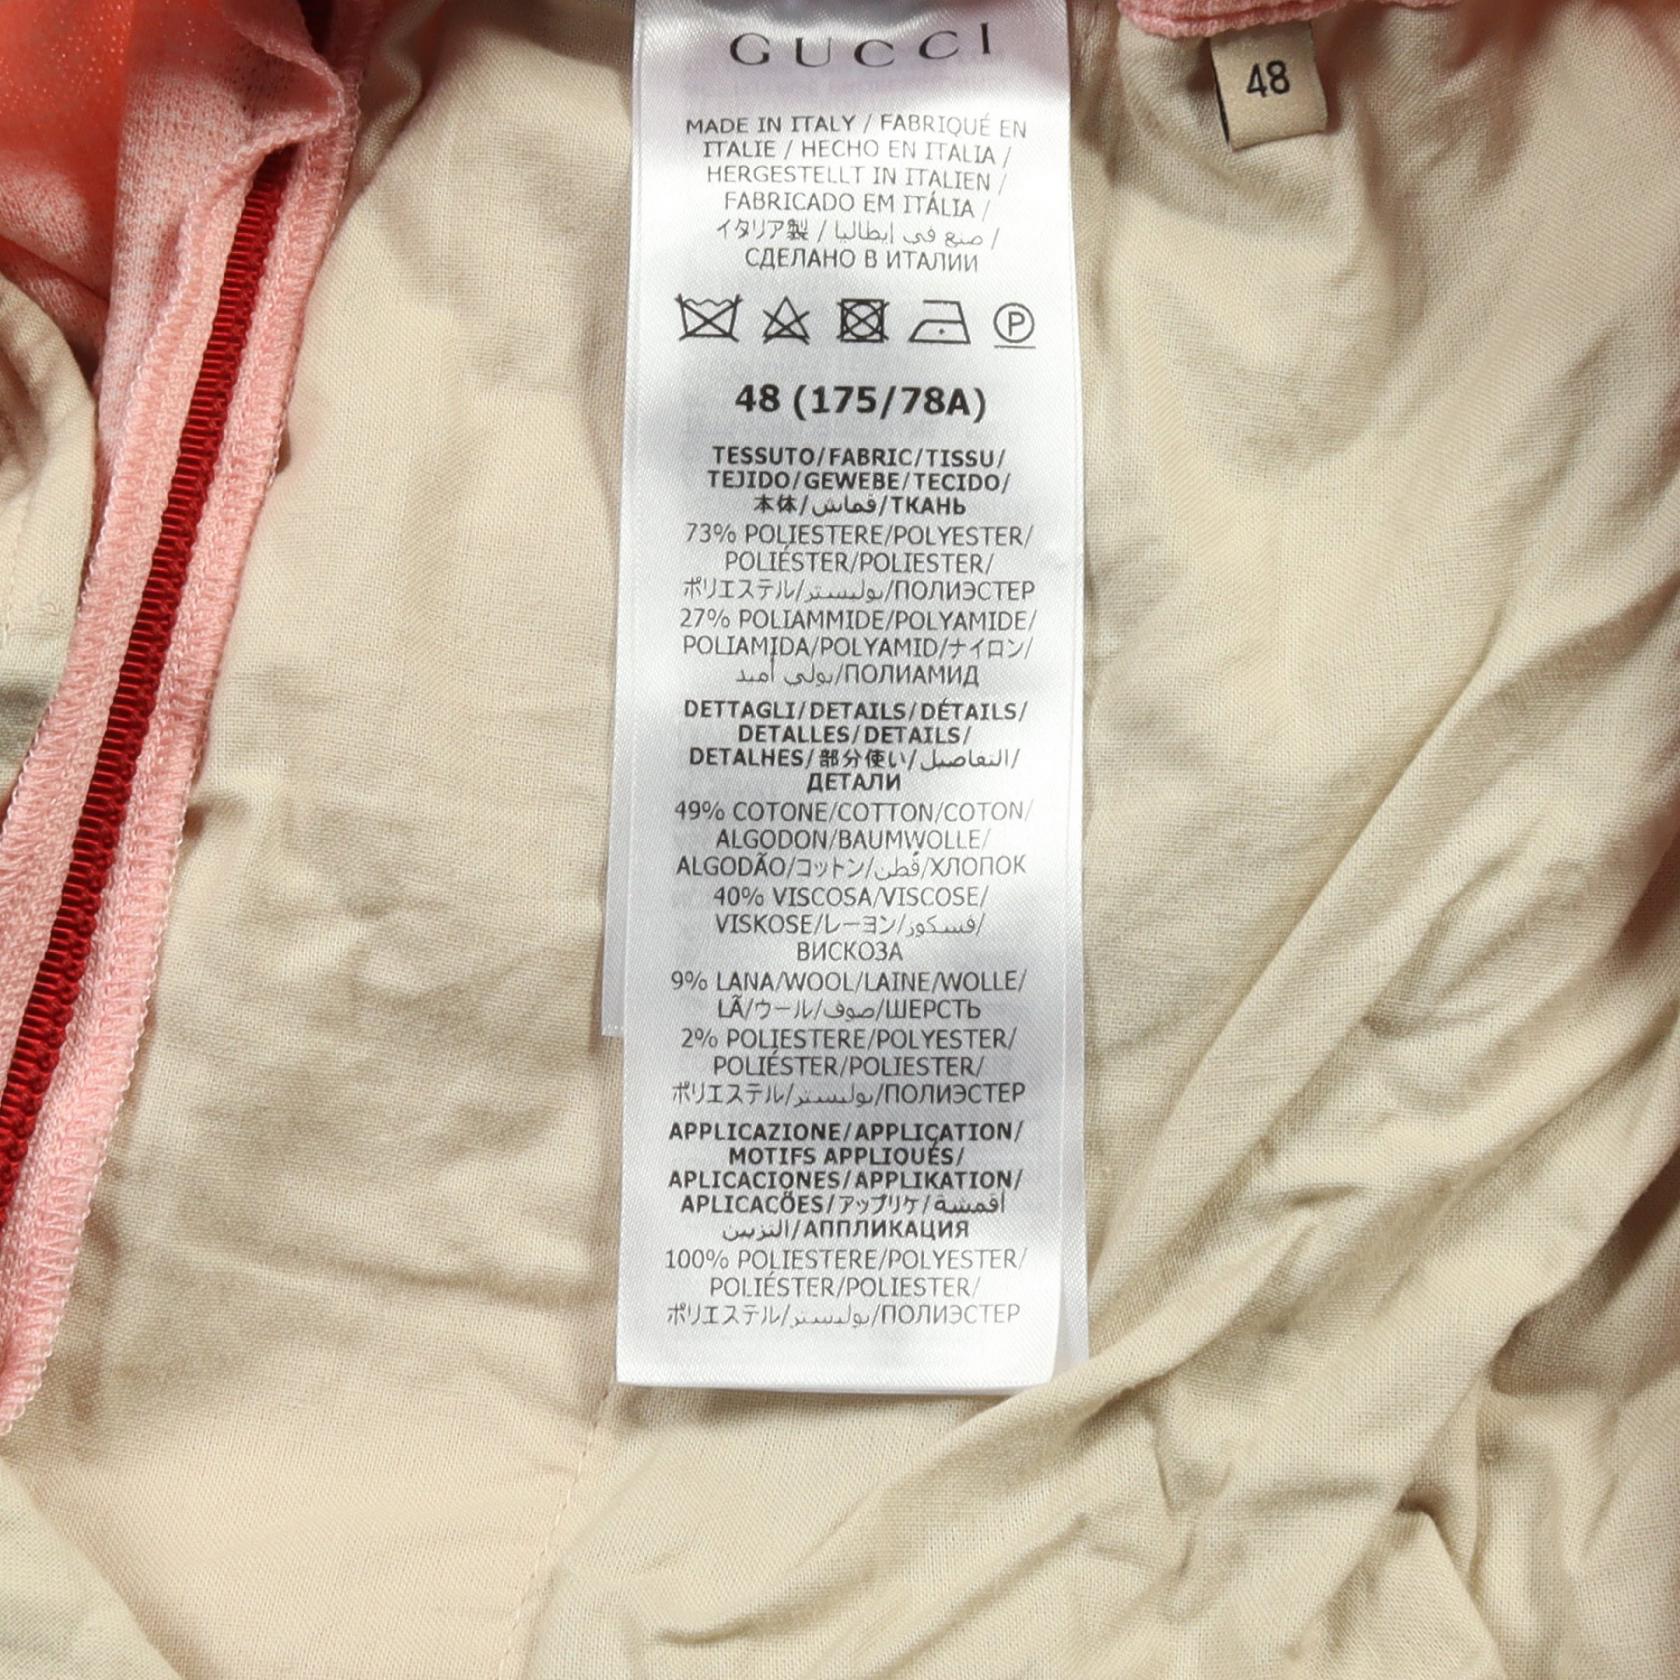 GUCCI
48
MADE IN ITALY / FABRIQUÉ EN
ITALIE / HECHO EN ITALIA /
HERGESTELLT IN ITALIEN /
FABRICADO EM ITÁLIA /
イタリア製 / صنع في إيطاليا /
СДЕЛАНО В ИТАЛИИ
P
48 (175/78A)
TESSUTO/FABRIC/TISSU/
TEJIDO/GEWEBE/TECIDO/
本体/قماش/ТКАНЬ
73% POLIESTERE/POLYESTER/
POLIÉSTER/POLIESTER/
ポリエステル/بوليستر/ПОЛИЭСТЕР
27% POLIAMMIDE/POLYAMIDE/
POLIAMIDA/POLYAMID/ナイロン/
بولي أميد/ПОЛИАМИД
DETTAGLI/DETAILS/DÉTAILS/
DETALLES/DETAILS/
DETALHES/部分使い/التفاصيل/
ДЕТАЛИ
49% COTONE/COTTON/COTON/
ALGODON/BAUMWOLLE/
ALGODÃO/コットン/قطن/ХЛОПОК
40% VISCOSA/VISCOSE/
VISKOSE/レーヨン/فسكوز/
ВИСКОЗА
9% LANA/WOOL/LAINE/WOLLE/
LÃ/ウール/صوف/ШЕРСТЬ
2% POLIESTERE/POLYESTER/
POLIÉSTER/POLIESTER/
ポリエステル/بوليستر/ПОЛИЭСТЕР
APPLICAZIONE/APPLICATION/
MOTIFS APPLIQUÉS/
APLICACIONES/APPLIKATION/
APLICACÕES/アップリケ/أقمشة
التزيين/АППЛИКАЦИЯ
100% POLIESTERE/POLYESTER/
POLIÉSTER/POLIESTER/
ポリエステル/بوليستر/ПОЛИЭСТЕР